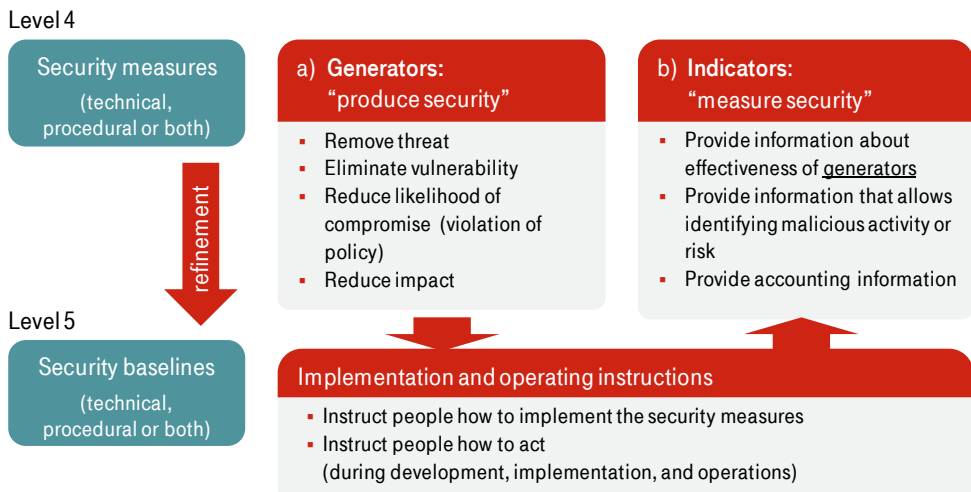 Level 4
Security measures
(technical,
procedural or both)
refinement
Level 5
Security baselines
(technical,
procedural or both)
a) Generators:
"produce security"
▪ Remove threat
▪ Eliminate vulnerability
▪ Reduce likelihood of
compromise (violation of
policy)
▪ Reduce impact
b) Indicators:
"measure security"
▪ Provide information about
effectiveness of generators
▪ Provide information that allows
identifying malicious activity or
risk
▪ Provide accounting information
Implementation and operating instructions
▪ Instruct people how to implement the security measures
▪ Instruct people how to act
(during development, implementation, and operations)